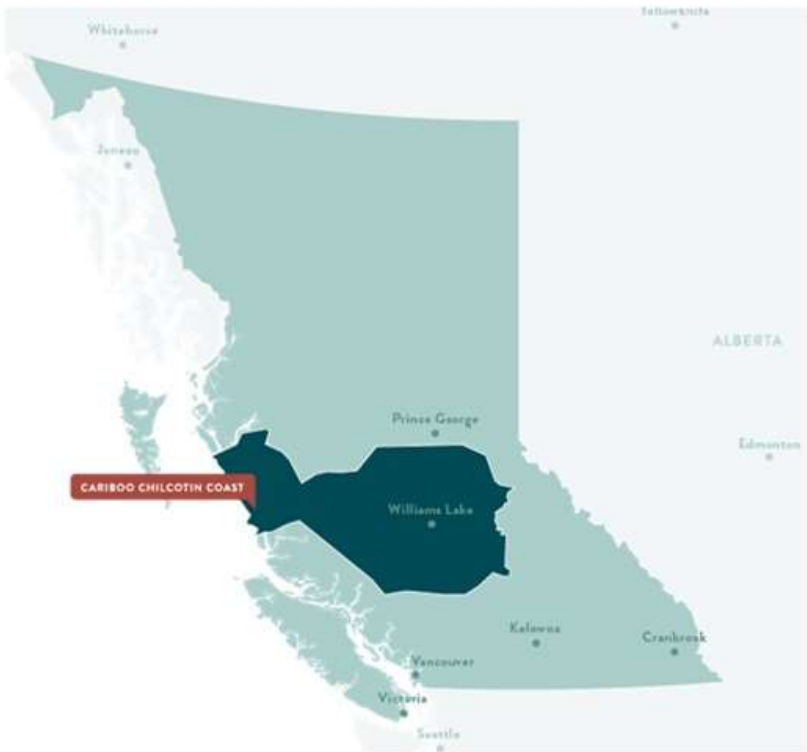 Yellowknife
Whitehorse
Juneau
ALBERTA
Prince George
Edmonton
CARIBOO CHILCOTIN COAST
Williams Lake
Kelowna
Cranbrook
Vancouver
Victoria
Seattle